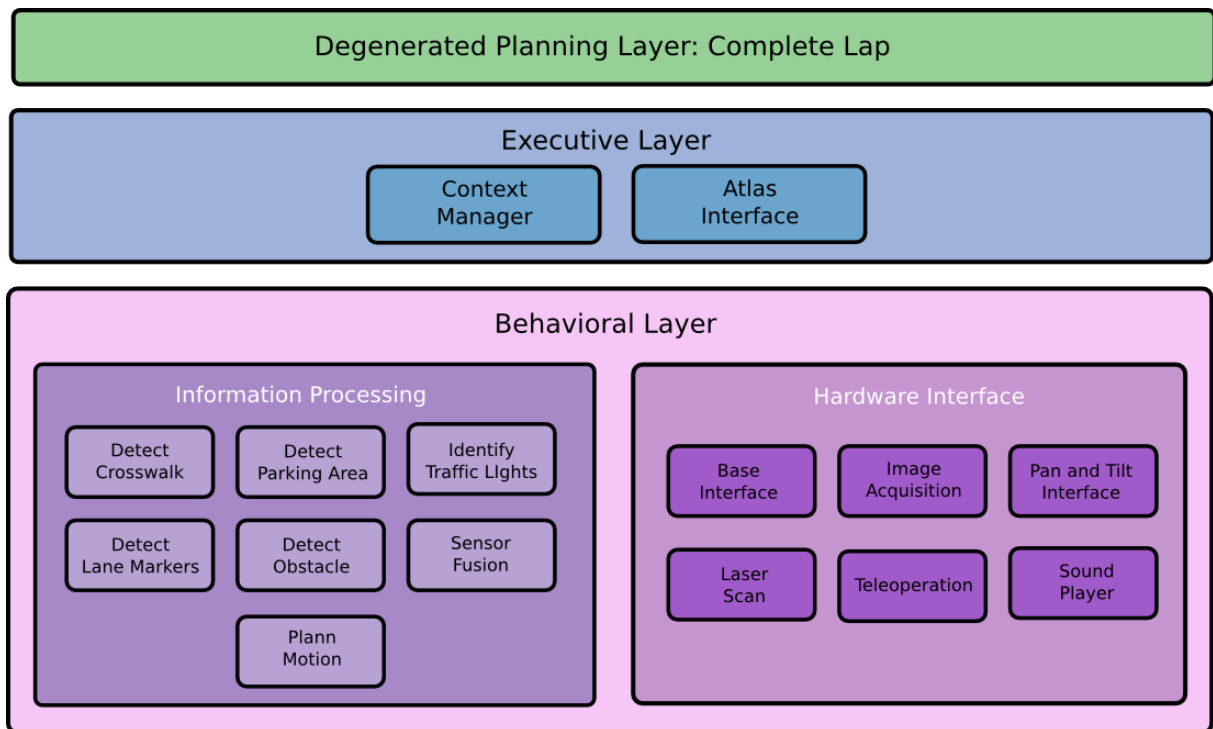 Degenerated Planning Layer: Complete Lap
Executive Layer
Context
Manager
Atlas
Interface
Behavioral Layer
Information Processing
Detect
Crosswalk
Detect
Parking Area
Identify
Traffic LIghts
Detect
Lane Markers
Detect
Obstacle
Sensor
Fusion
Plann
Motion
Hardware Interface
Base
Interface
Image
Acquisition
Pan and Tilt
Interface
Laser
Scan
Teleoperation
Sound
Player